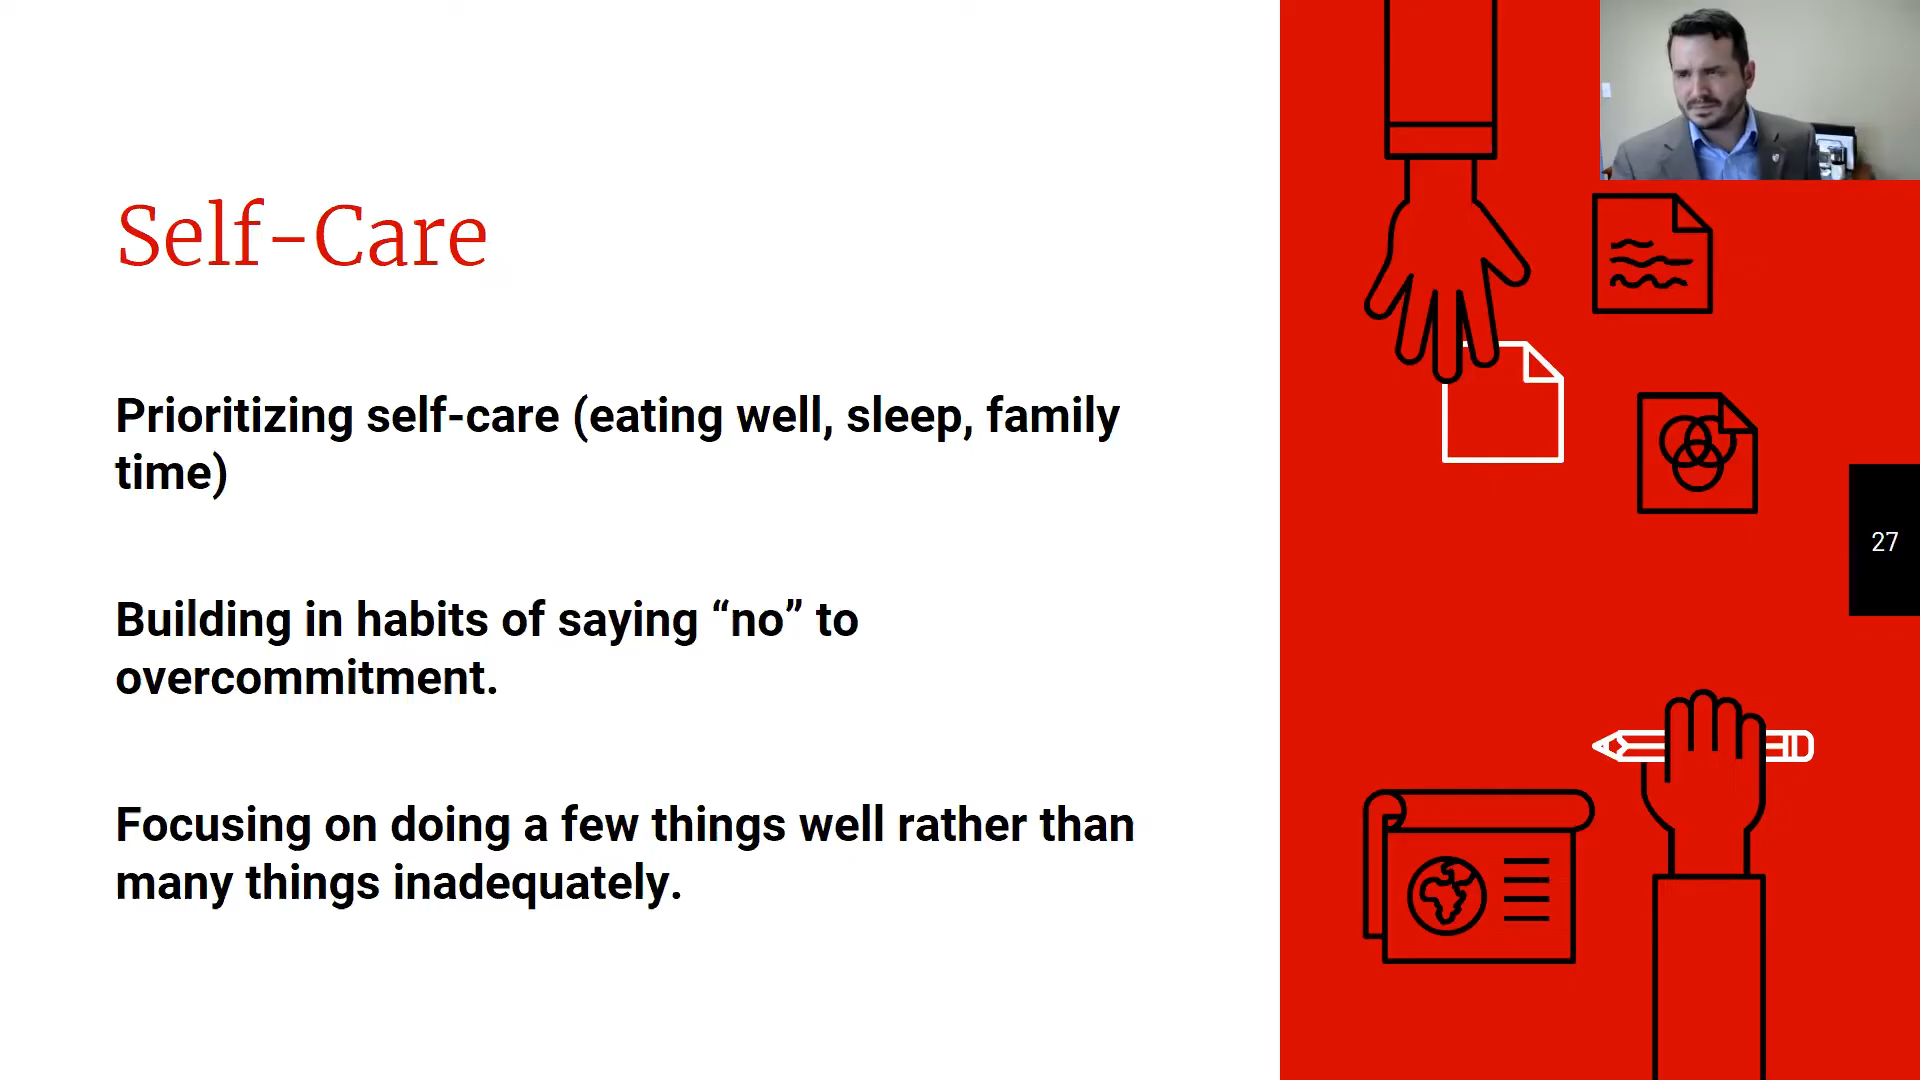 Self-Care
Prioritizing self-care (eating well, sleep, family
time)
Building in habits of saying “no” to
overcommitment.
Focusing on doing a few things well rather than
many things inadequately.
27